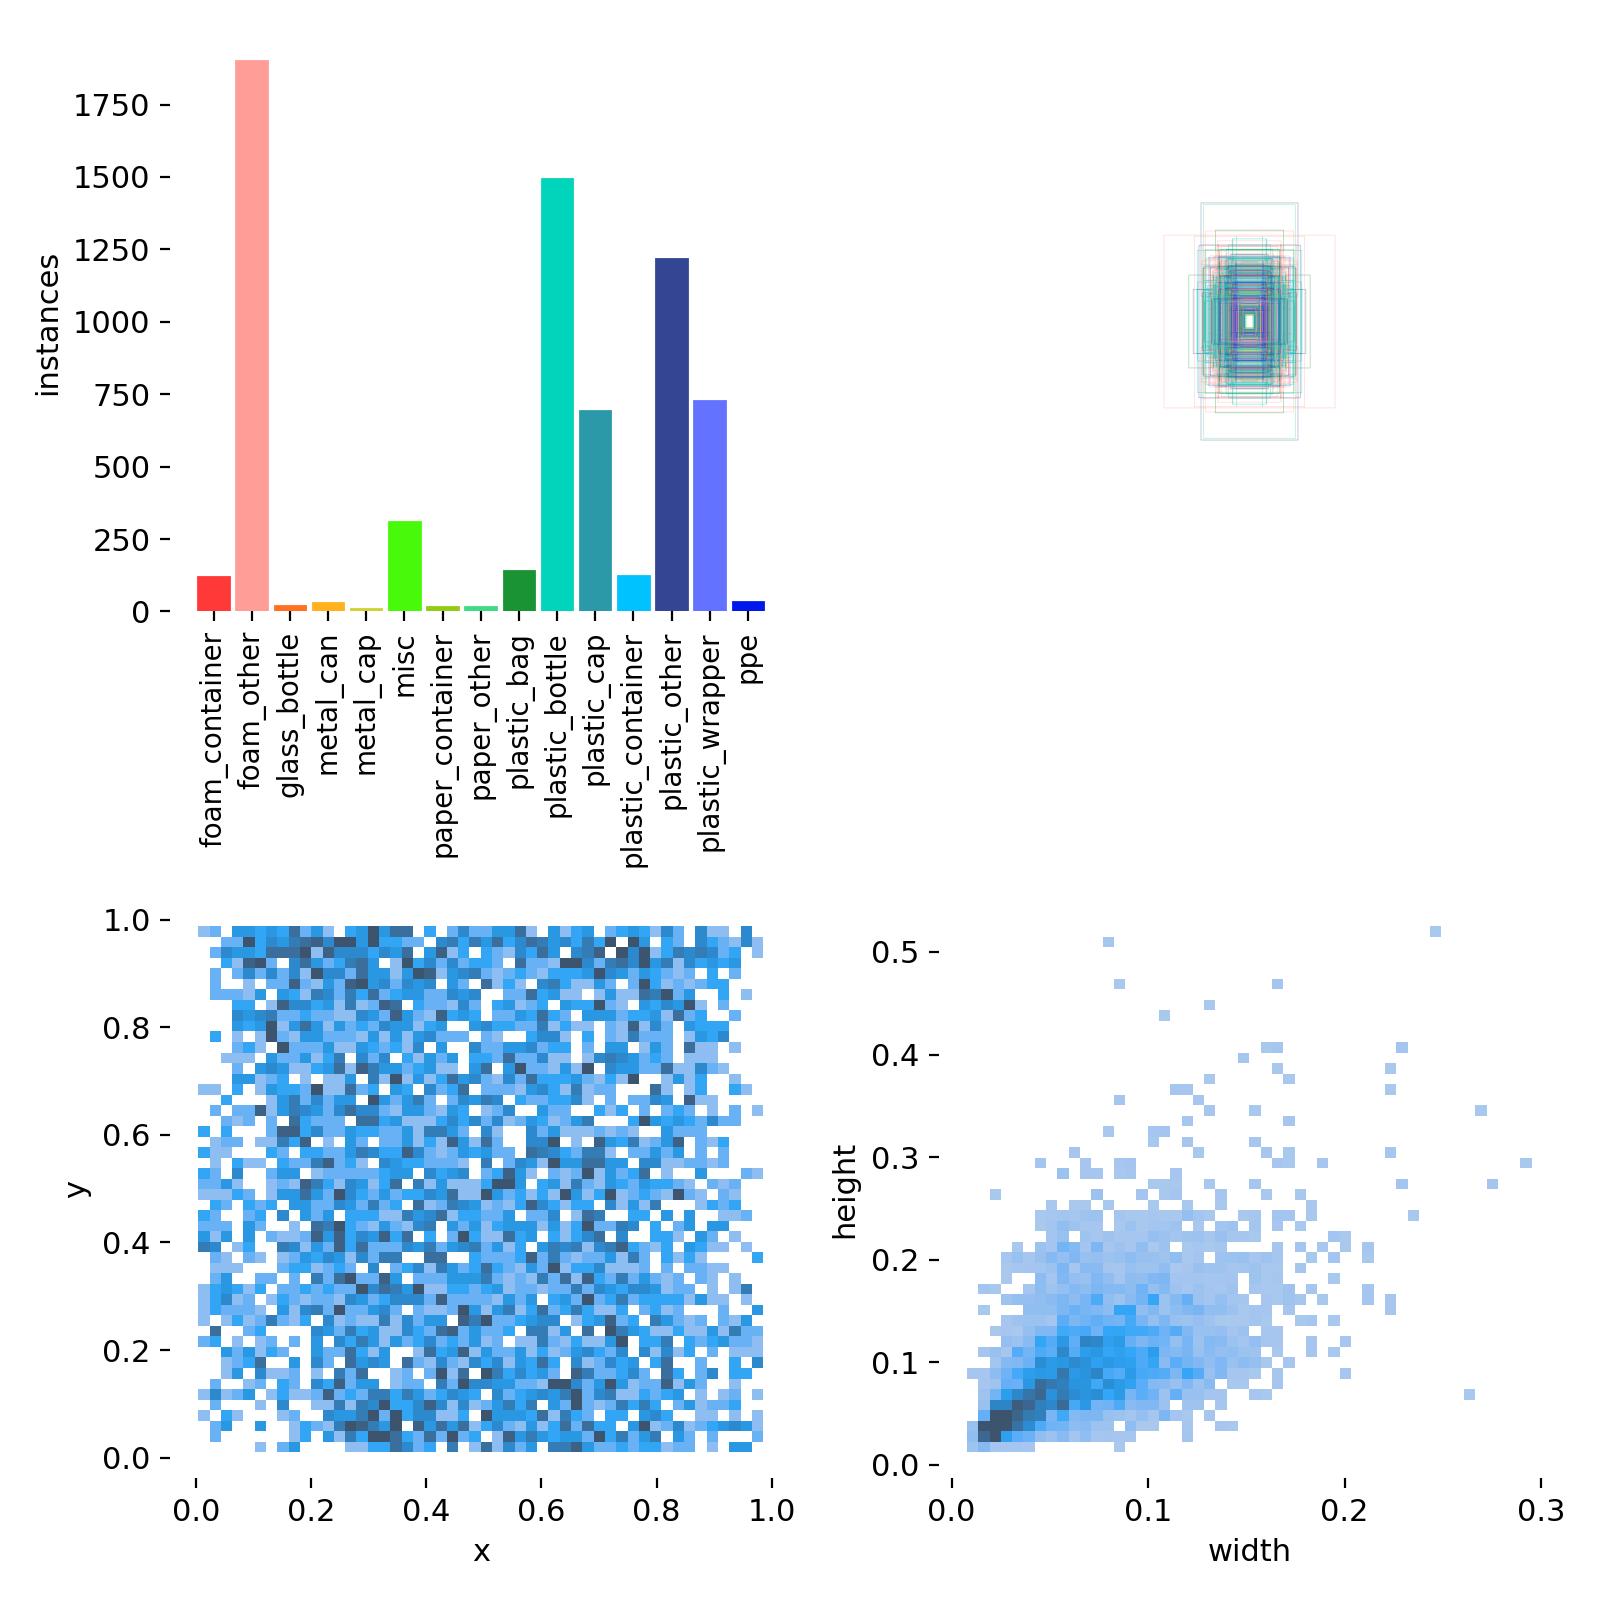 1750
1500
1250
1000
750
500
250
0
instances
foam_container
foam_other
glass_bottle
metal_can
metal_cap
misc
paper_container
paper_other
plastic_bag
plastic_bottle
plastic_cap
plastic_container
plastic_other
plastic_wrapper
ppe
1.0
0.8
0.6
0.4
0.2
0.0
y
0.0 0.2 0.4 0.6 0.8 1.0
x
0.5
0.4
0.3
0.2
0.1
0.0
height
0.0 0.1 0.2 0.3
width